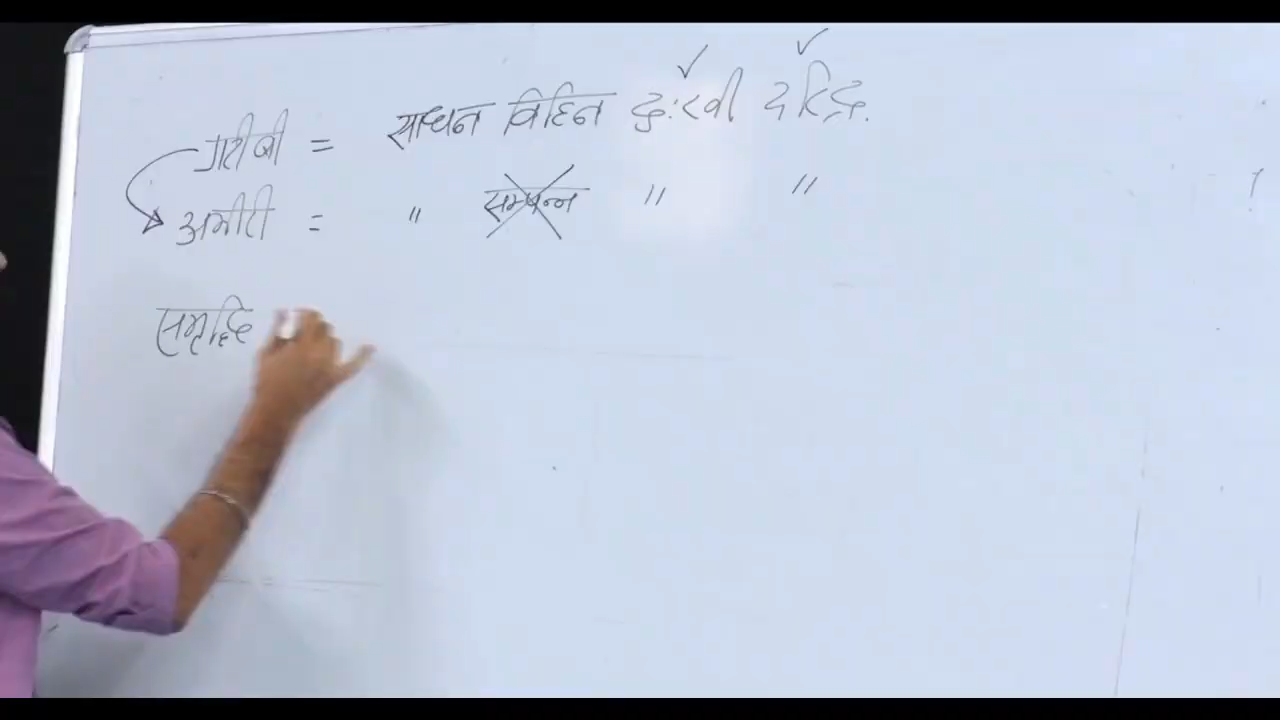 गरीबी = साधन विहिन दुःखी दरिद्र.
अमीरी = " सम्पन्न " "
समृद्धि